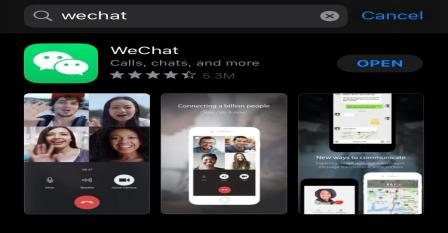 wechat
Cancel
WeChat
Calls, chats, and more
OPEN
5.3M
Connecting a billion people
New ways to communicate